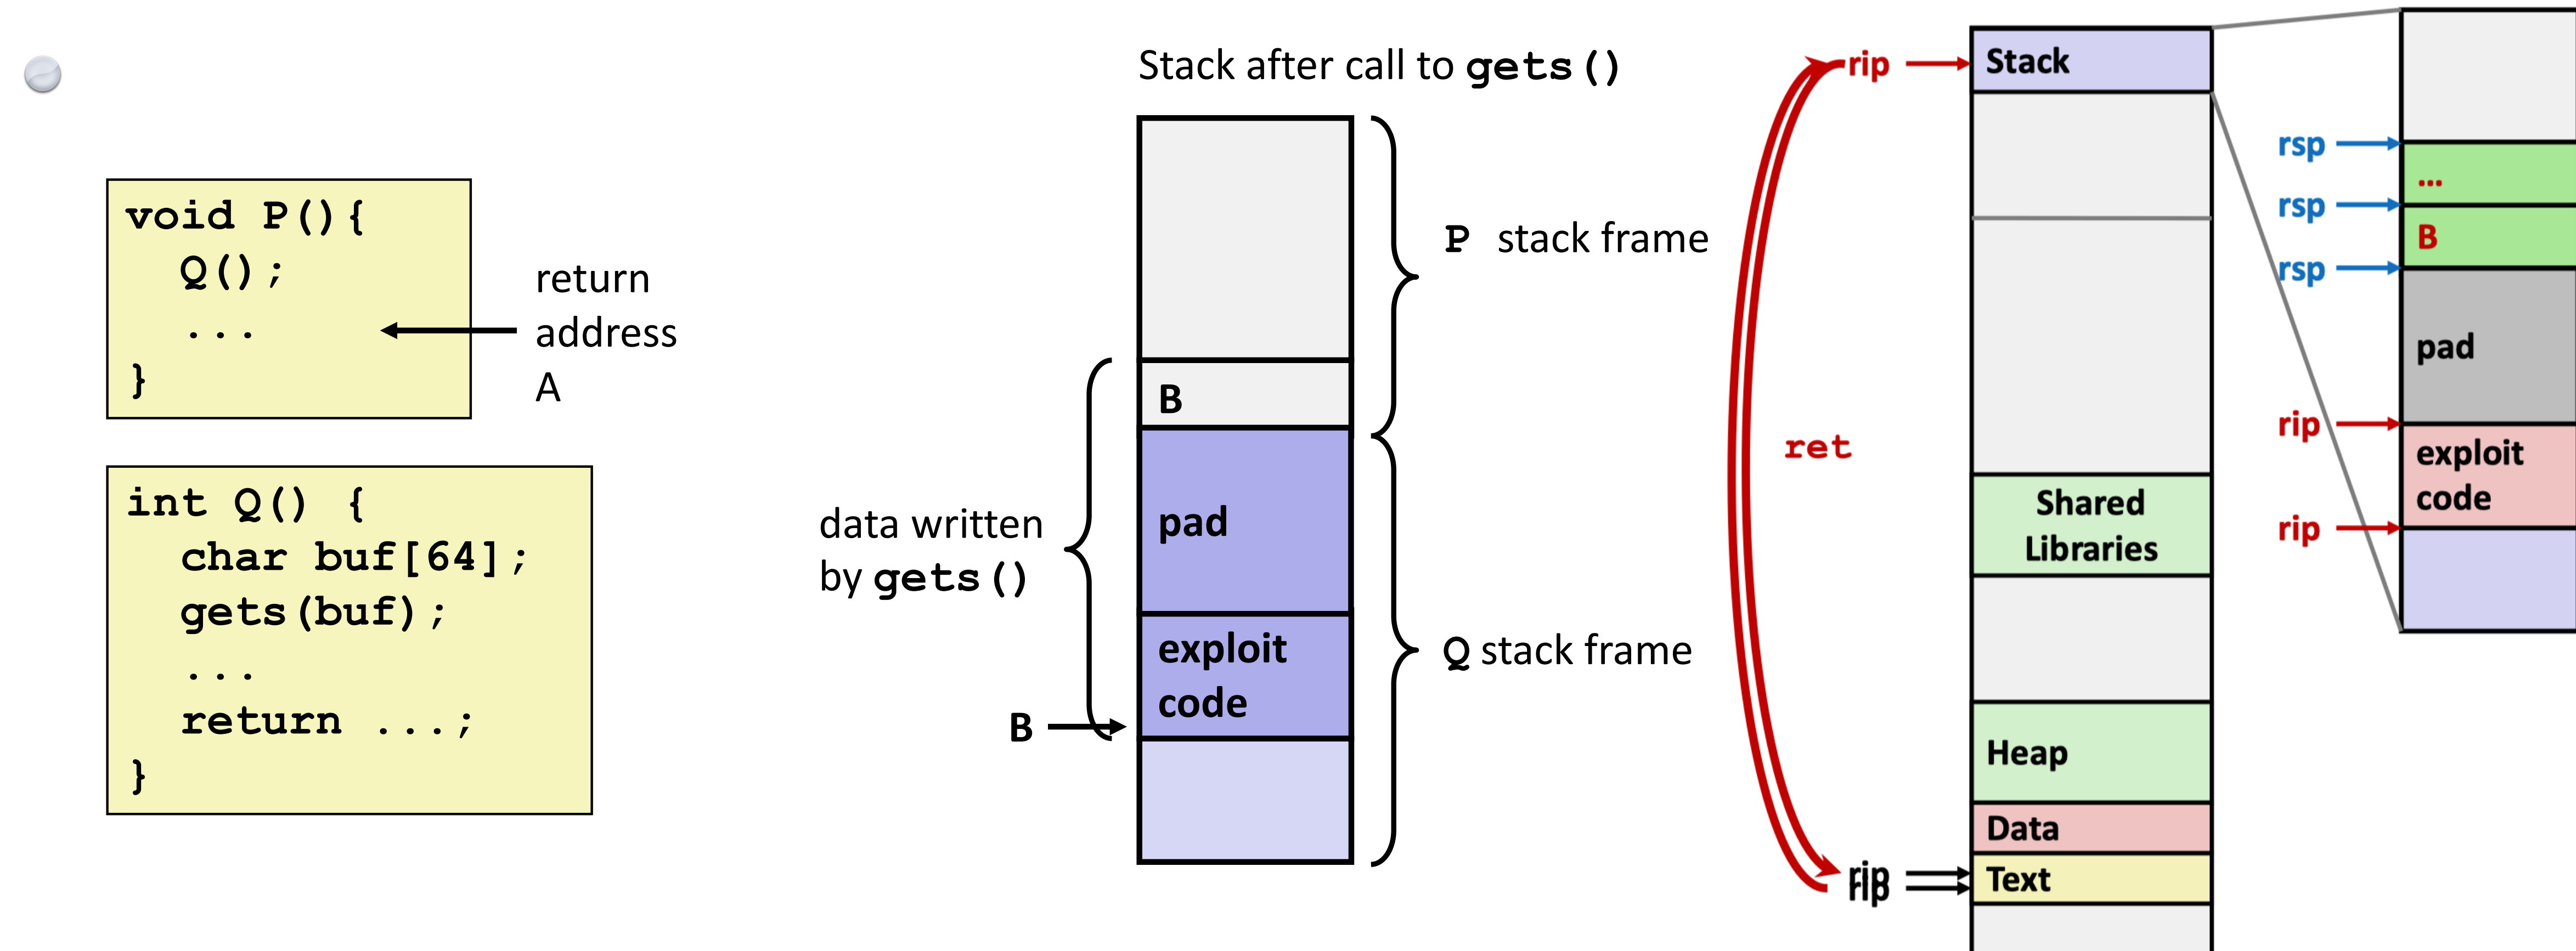 void P(){
Q();
...
}
return
address
A
int Q() {
char buf[64];
gets(buf);
...
return ...;
}
Stack after call to gets()
B
pad
exploit
code
data written
by gets()
B
P stack frame
Q stack frame
ret
rip
Stack
Shared
Libraries
Heap
Data
rip
rip
Text
rsp
...
rsp
B
rsp
pad
rip
exploit
code
rip